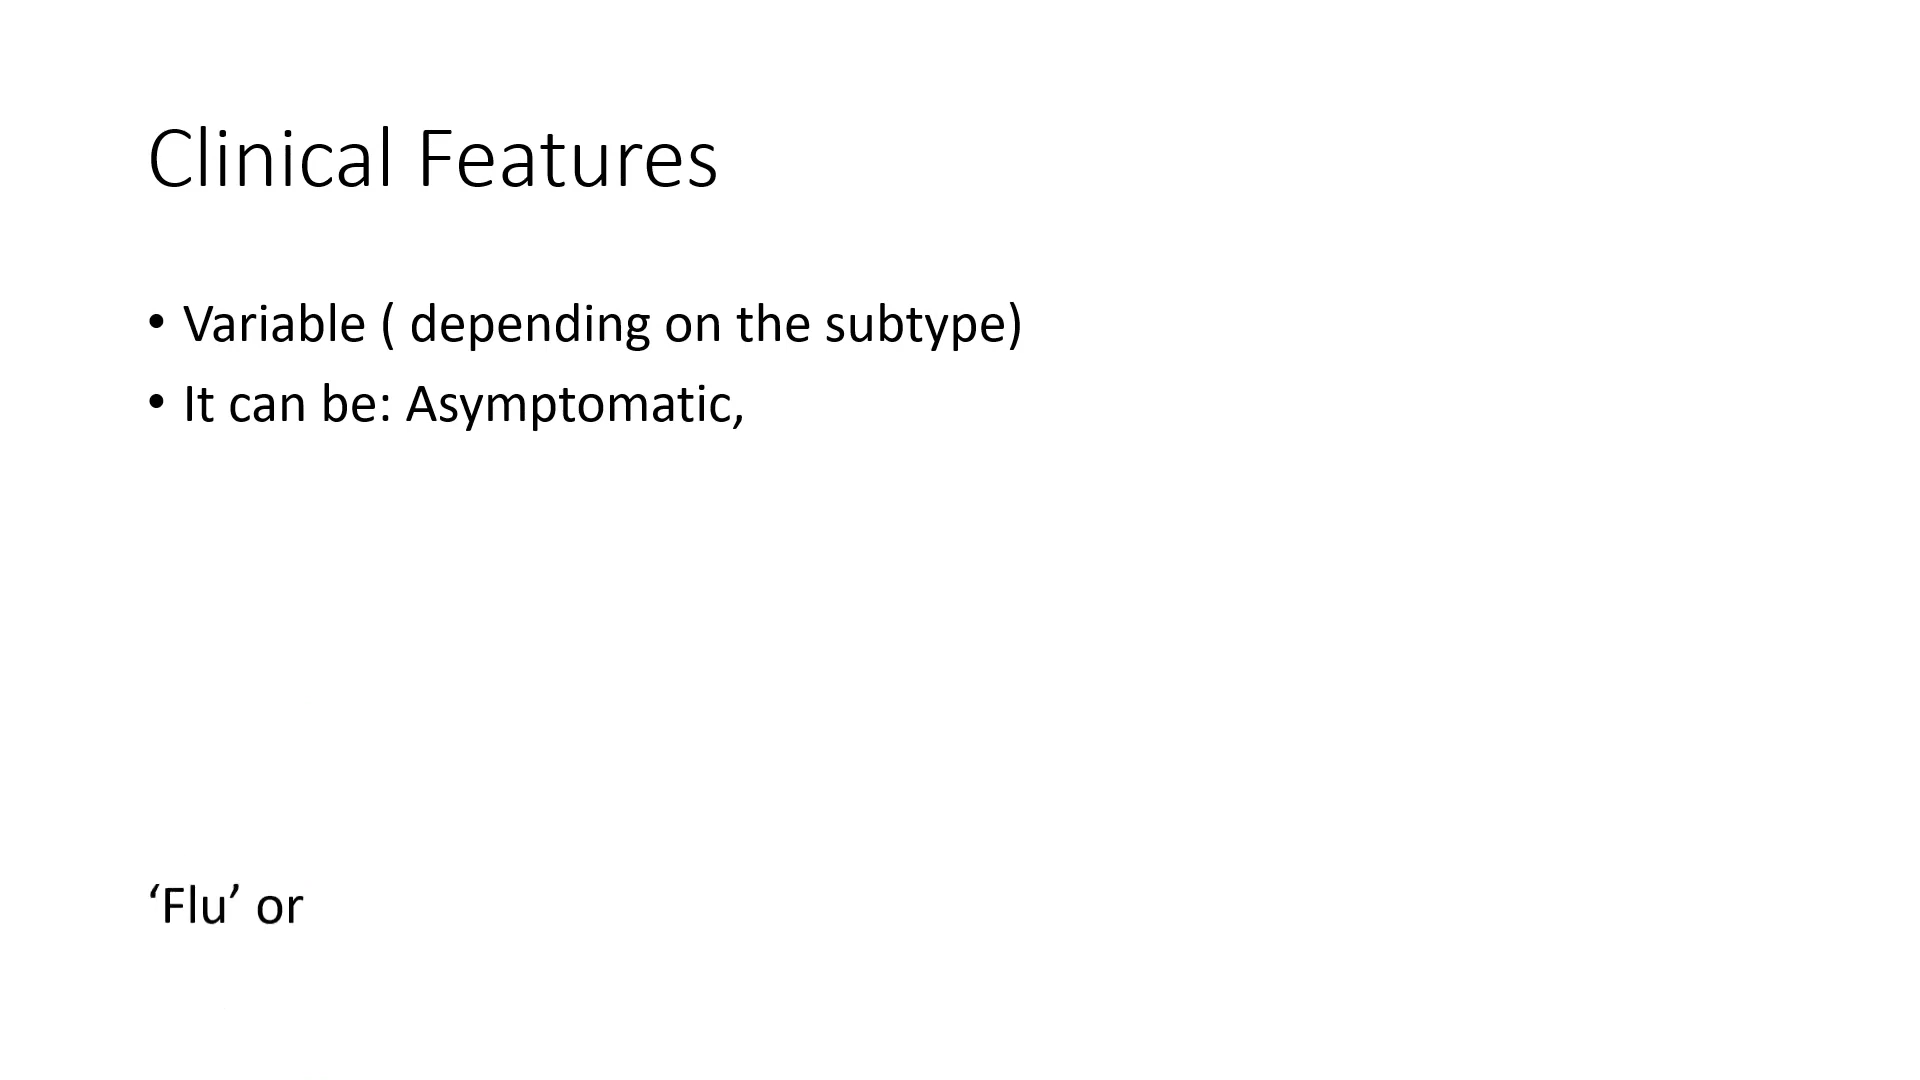 Clinical Features
• Variable ( depending on the subtype)
• It can be: Asymptomatic,
‘Flu’ or